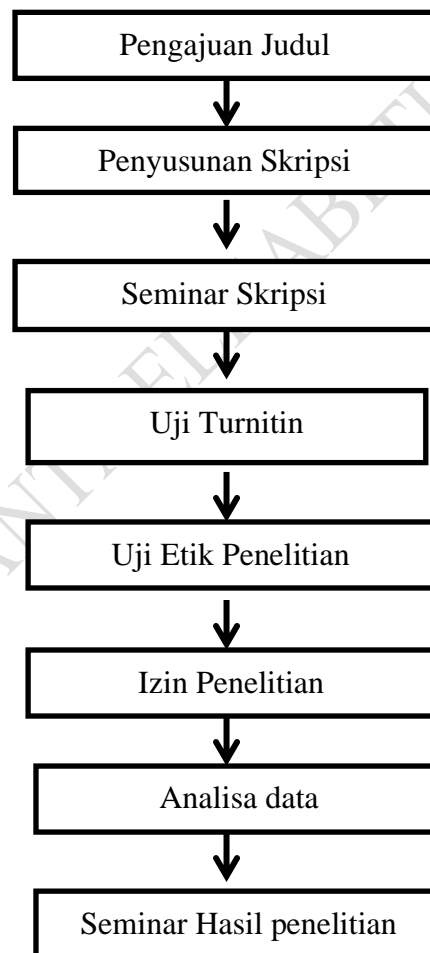 Pengajuan Judul
Penyusunan Skripsi
Seminar Skripsi
Uji Turnitin
Uji Etik Penelitian
Izin Penelitian
Analisa data
Seminar Hasil penelitian